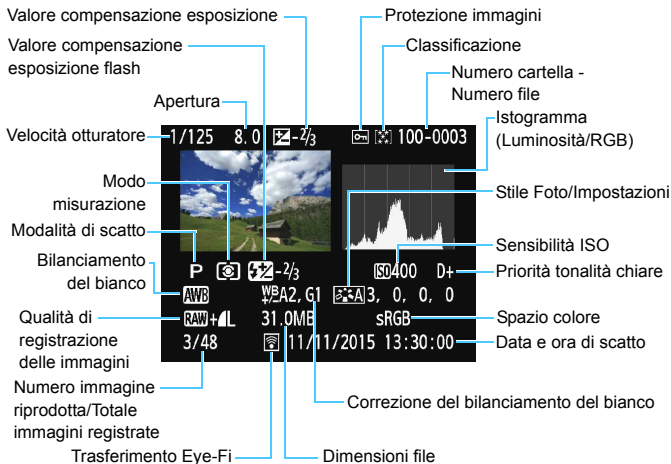 Valore compensazione esposizione
Protezione immagini
Valore compensazione
esposizione flash
Classificazione
Numero cartella -
Numero file
Apertura
Istogramma
(Luminosità/RGB)
Velocità otturatore
1/125 8.0 -2/3 100-0003
Modo
misurazione
Stile Foto/Impostazioni
Modalità di scatto
Sensibilità ISO
P -2/3 ISO400 D+
Priorità tonalità chiare
Bilanciamento
del bianco
AWB WB A2, G1 A 3, 0, 0, 0
Qualità di
registrazione
delle immagini
RAW+L 31.0MB sRGB
Spazio colore
3/48 11/11/2015 13:30:00
Data e ora di scatto
Numero immagine
riprodotta/Totale
immagini registrate
Correzione del bilanciamento del bianco
Trasferimento Eye-Fi
Dimensioni file